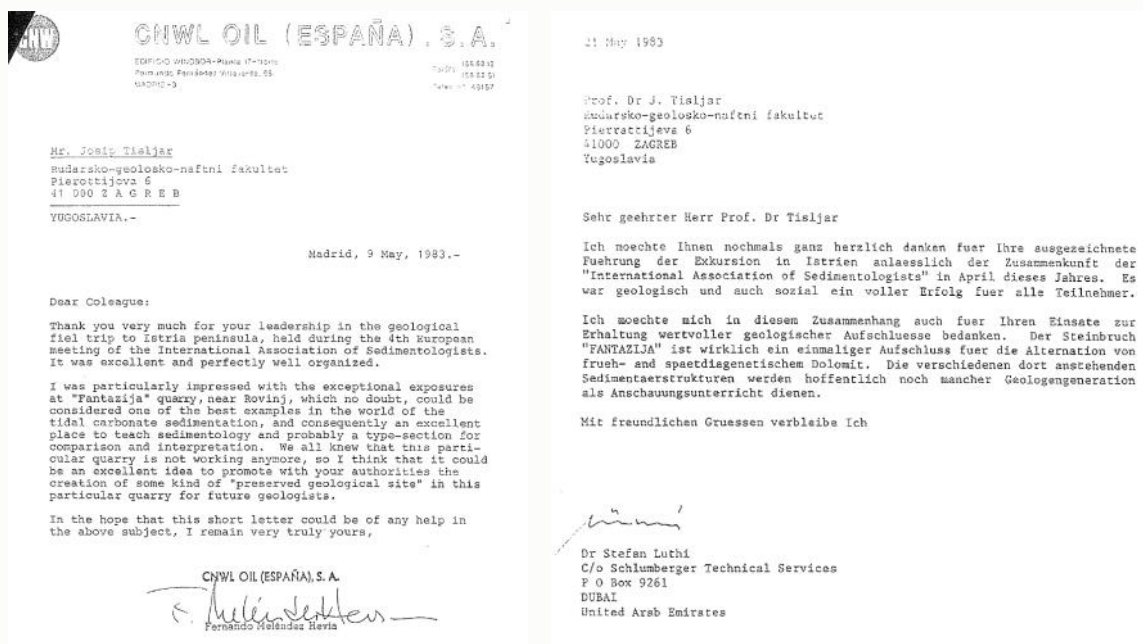 CNWL OIL (ESPAÑA), S.A.
EDIFICIO WINDSOR-Planta 17-Norte
Raimundo Fernández Villaverde, 65
MADRID-3
Mr. Josip Tisljar
Rudarsko-geolosko-naftni fakultet
Pierottijeva 6
41 000 Z A G R E B
YUGOSLAVIA.-
Madrid, 9 May, 1983.-
Dear Coleague:
Thank you very much for your leadership in the geological
fiel trip to Istria peninsula, held during the 4th European
meeting of the International Association of Sedimentologists.
It was excellent and perfectly well organized.
I was particularly impressed with the exceptional exposures
at "Fantazija" quarry, near Rovinj, which no doubt, could be
considered one of the best examples in the world of the
tidal carbonate sedimentation, and consequently an excellent
place to teach sedimentology and probably a type-section for
comparison and interpretation. We all knew that this parti-
cular quarry is not working anymore, so I think that it could
be an excellent idea to promote with your authorities the
creation of some kind of "preserved geological site" in this
particular quarry for future geologists.
In the hope that this short letter could be of any help in
the above subject, I remain very truly yours,
CNWL OIL (ESPAÑA), S. A.
Fernando Meléndez Hevia
21 May 1983
Prof. Dr J. Tisljar
Rudarsko-geolosko-naftni fakultet
Pierrattijeva 6
41000 ZAGREB
Yugoslavia
Sehr geehrter Herr Prof. Dr Tisljar
Ich moechte Ihnen nochmals ganz herzlich danken fuer Ihre ausgezeichnete
Fuehrung der Exkursion in Istrien anlaesslich der Zusammenkunft der
"International Association of Sedimentologists" in April dieses Jahres. Es
war geologisch und auch sozial ein voller Erfolg fuer alle Teilnehmer.
Ich moechte mich in diesem Zusammenhang auch fuer Ihren Einsatz zur
Erhaltung wertvoller geologischer Aufschluesse bedanken. Der Steinbruch
"FANTAZIJA" ist wirklich ein einmaliger Aufschluss fuer die Alternation von
frueh- und spaetdiagenetischem Dolomit. Die verschiedenen dort anstehenden
Sedimentaerstrukturen werden hoffentlich noch mancher Geologengeneration
als Anschauungsunterricht dienen.
Mit freundlichen Gruessen verbleibe Ich
Dr Stefan Luthi
C/o Schlumberger Technical Services
P O Box 9261
DUBAI
United Arab Emirates